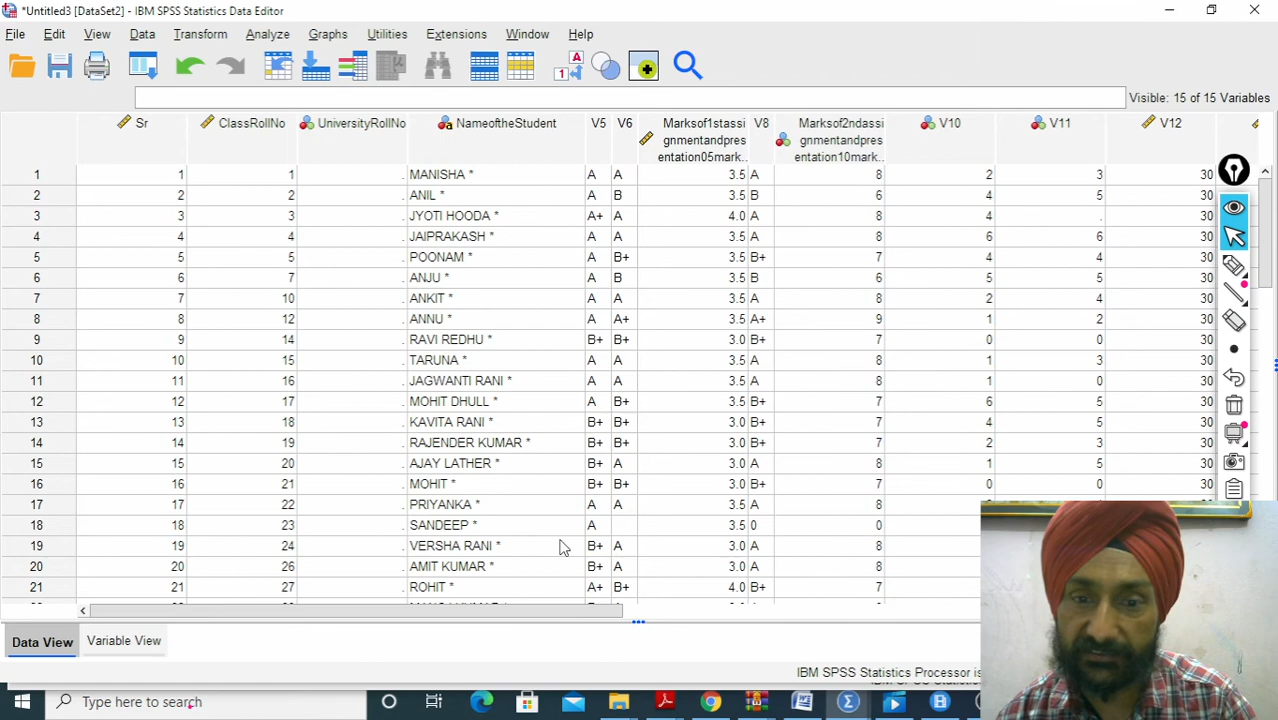 *Untitled3 [DataSet2] - IBM SPSS Statistics Data Editor
File Edit View Data Transform Analyze Graphs Utilities Extensions Window Help
Visible: 15 of 15 Variables
Sr ClassRollNo UniversityRollNo NameoftheStudent V5 V6 Marksof1stassi V8 Marksof2ndassi V10 V11 V12
gnmentandpres gnmentandpres
entation05mark.. entation10mark..
1 1 1 . MANISHA * A A 3.5 A 8 2 3 30
2 2 2 . ANIL * A B 3.5 B 6 4 5 30
3 3 3 . JYOTI HOODA * A+ A 4.0 A 8 4 . 30
4 4 4 . JAIPRAKASH * A A 3.5 A 8 6 6 30
5 5 5 . POONAM * A B+ 3.5 B+ 7 4 4 30
6 6 7 . ANJU * A B 3.5 B 6 5 5 30
7 7 10 . ANKIT * A A 3.5 A 8 2 4 30
8 8 12 . ANNU * A A+ 3.5 A+ 9 1 2 30
9 9 14 . RAVI REDHU * B+ B+ 3.0 B+ 7 0 0 30
10 10 15 . TARUNA * A A 3.5 A 8 1 3 30
11 11 16 . JAGWANTI RANI * A A 3.5 A 8 1 0 30
12 12 17 . MOHIT DHULL * A B+ 3.5 B+ 7 6 5 30
13 13 18 . KAVITA RANI * B+ B+ 3.0 B+ 7 4 5 30
14 14 19 . RAJENDER KUMAR * B+ B+ 3.0 B+ 7 2 3 30
15 15 20 . AJAY LATHER * B+ A 3.0 A 8 1 5 30
16 16 21 . MOHIT * B+ B+ 3.0 B+ 7 0 0 30
17 17 22 . PRIYANKA * A A 3.5 A 8
18 18 23 . SANDEEP * A 3.5 0 0
19 19 24 . VERSHA RANI * B+ A 3.0 A 8
20 20 26 . AMIT KUMAR * B+ A 3.0 A 8
21 21 27 . ROHIT * A+ B+ 4.0 B+ 7
Data View Variable View
IBM SPSS Statistics Processor is
Type here to search